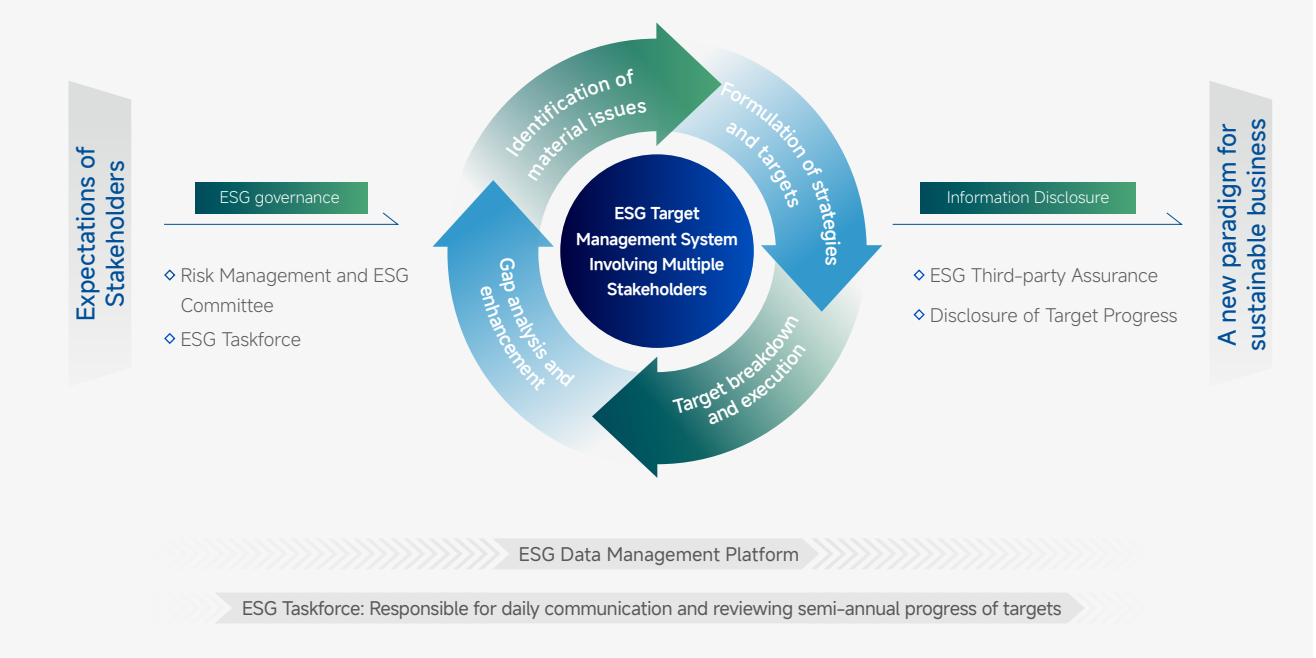 Expectations of
Stakeholders
ESG governance
Risk Management and ESG
Committee
ESG Taskforce
Identification of
material issues
Formulation of strategies
and targets
Target breakdown
and execution
Gap analysis and
enhancement
ESG Target
Management System
Involving Multiple
Stakeholders
Information Disclosure
ESG Third-party Assurance
Disclosure of Target Progress
A new paradigm for
sustainable business
ESG Data Management Platform
ESG Taskforce: Responsible for daily communication and reviewing semi-annual progress of targets